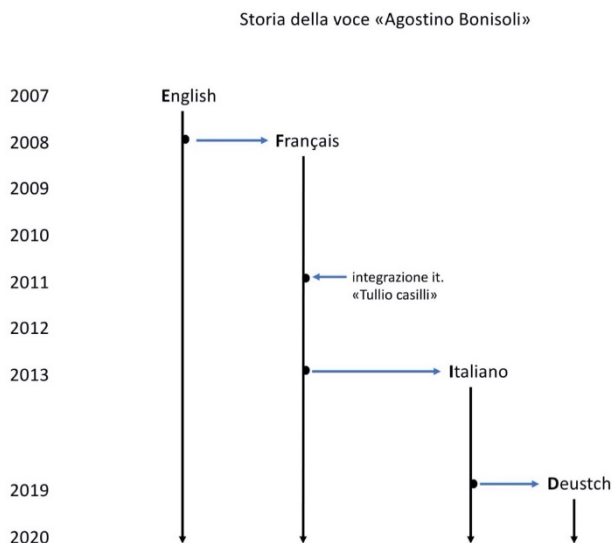 Storia della voce «Agostino Bonisoli»
2007 English
2008 Français
2009
2010
2011 integrazione it.
«Tullio casilli»
2012
2013 Italiano
2019 Deustch
2020